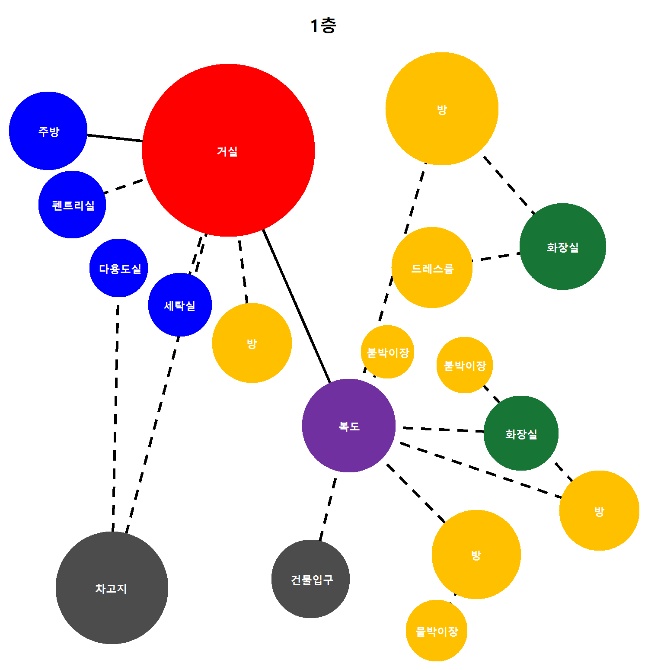 1층
방
주방
거실
펜트리실
화장실
다용도실
드레스룸
세탁실
방
붙박이장
붙박이장
복도
화장실
방
방
차고지
건물입구
물박이장